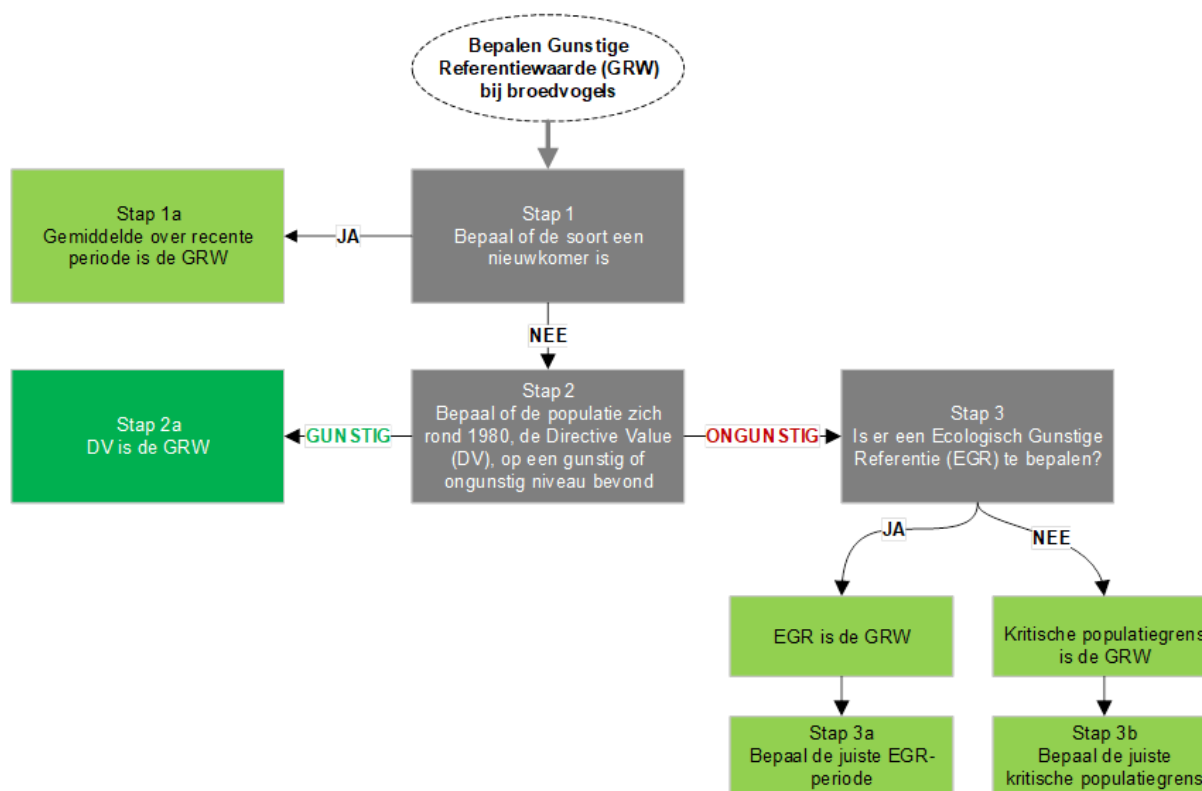 Bepalen Gunstige
Referentiewaarde (GRW)
bij broedvogels
Stap 1a
Gemiddelde over recente
periode is de GRW
JA
Stap 1
Bepaal of de soort een
nieuwkomer is
NEE
Stap 2a
DV is de GRW
GUNSTIG
Stap 2
Bepaal of de populatie zich
rond 1980, de Directive Value
(DV), op een gunstig of
ongunstig niveau bevond
ONGUNSTIG
Stap 3
Is er een Ecologisch Gunstige
Referentie (EGR) te bepalen?
JA
NEE
EGR is de GRW
Kritische populatiegrens
is de GRW
Stap 3a
Bepaal de juiste EGR-
periode
Stap 3b
Bepaal de juiste
kritische populatiegrens